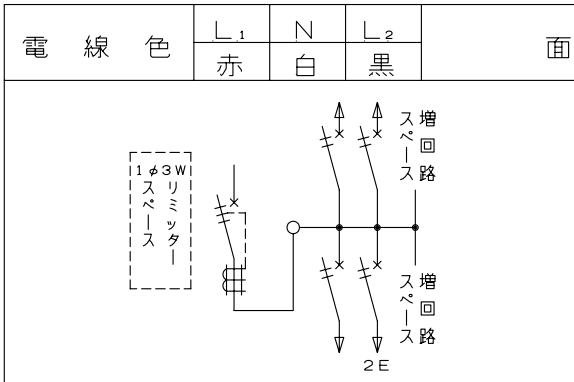 電線色 L1 N L2 面
赤 白 黒
1φ3W
リミッター
スペース
増回路
スペース
増回路
スペース
2E